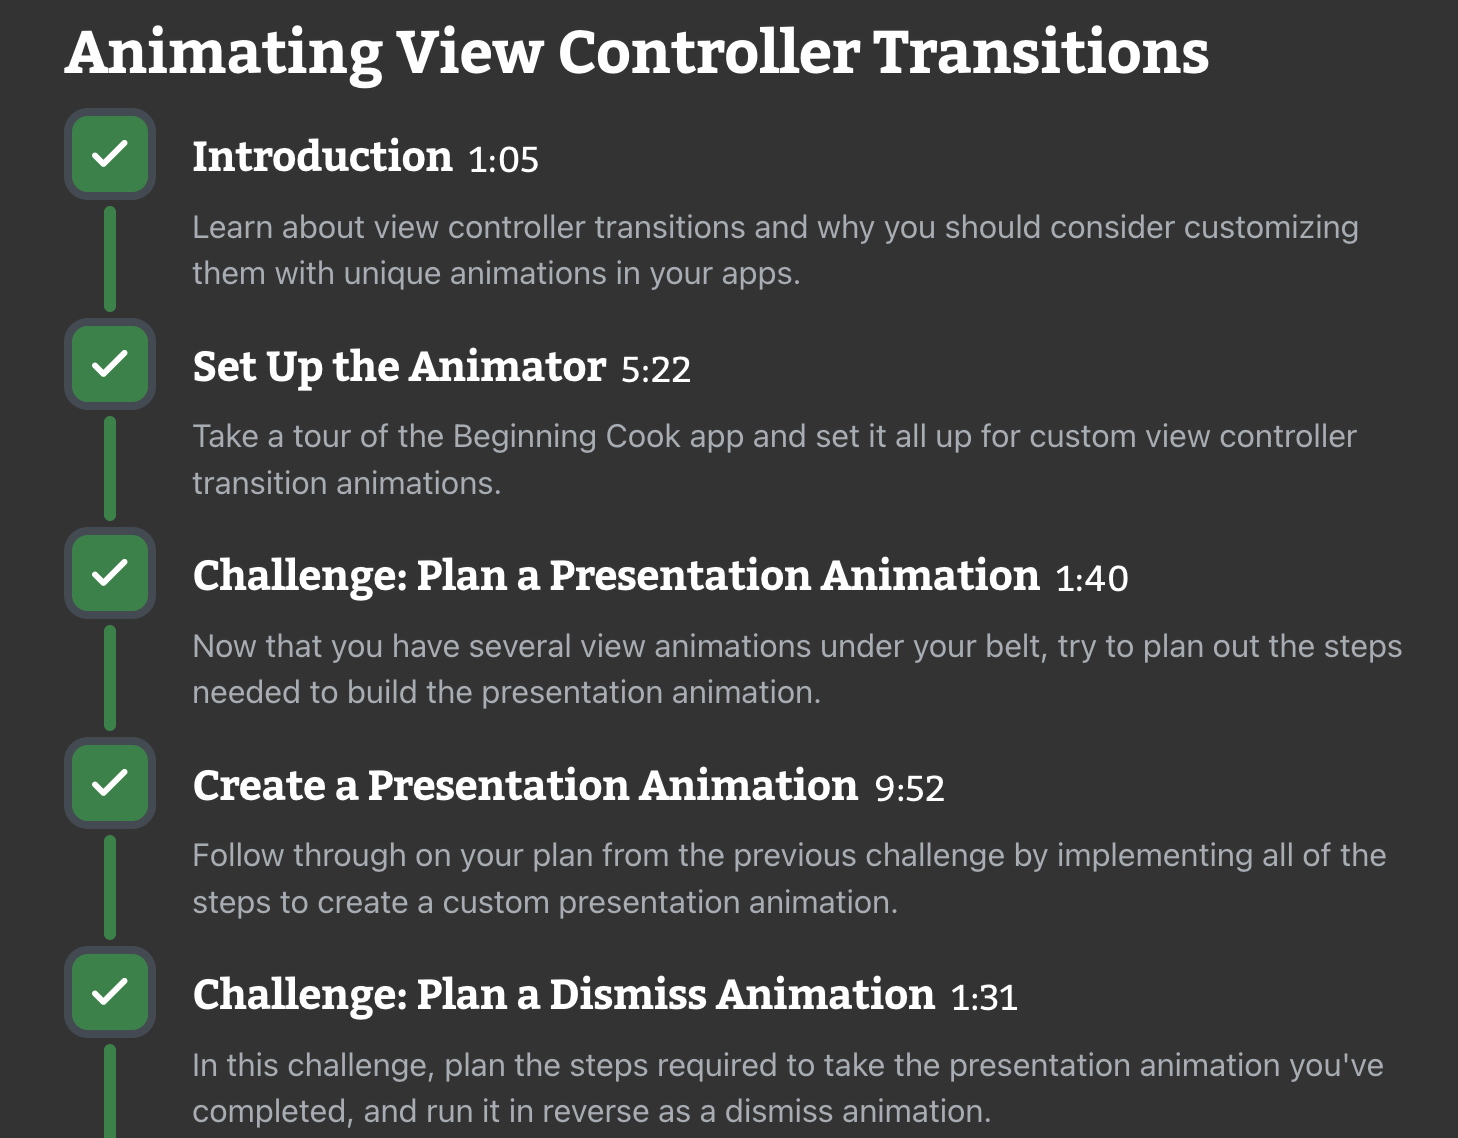 Animating View Controller Transitions
Introduction 1:05
Learn about view controller transitions and why you should consider customizing
them with unique animations in your apps.
Set Up the Animator 5:22
Take a tour of the Beginning Cook app and set it all up for custom view controller
transition animations.
Challenge: Plan a Presentation Animation 1:40
Now that you have several view animations under your belt, try to plan out the steps
needed to build the presentation animation.
Create a Presentation Animation 9:52
Follow through on your plan from the previous challenge by implementing all of the
steps to create a custom presentation animation.
Challenge: Plan a Dismiss Animation 1:31
In this challenge, plan the steps required to take the presentation animation you've
completed, and run it in reverse as a dismiss animation.